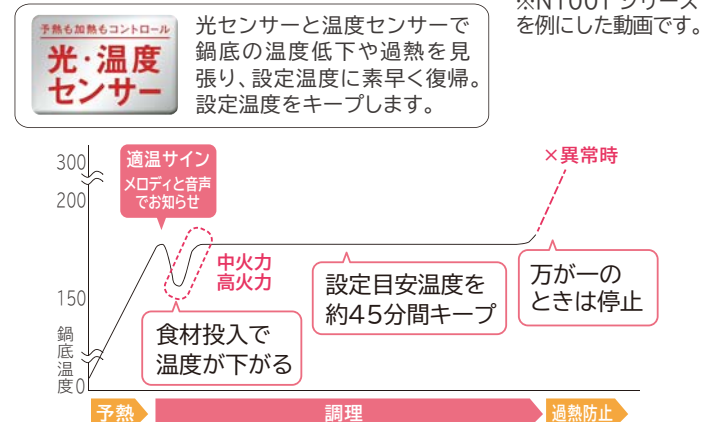 予熱も加熱もコントロール
光・温度
センサー
光センサーと温度センサーで
鍋底の温度低下や過熱を見
張り、設定温度に素早く復帰。
設定温度をキープします。
※N1001 シリーズ
を例にした動画です。
300
200
150
0
鍋底温度
適温サイン
メロディと音声
でお知らせ
中火力
高火力
食材投入で
温度が下がる
設定目安温度を
約45分間キープ
×異常時
万が一の
ときは停止
予熱
調理
過熱防止